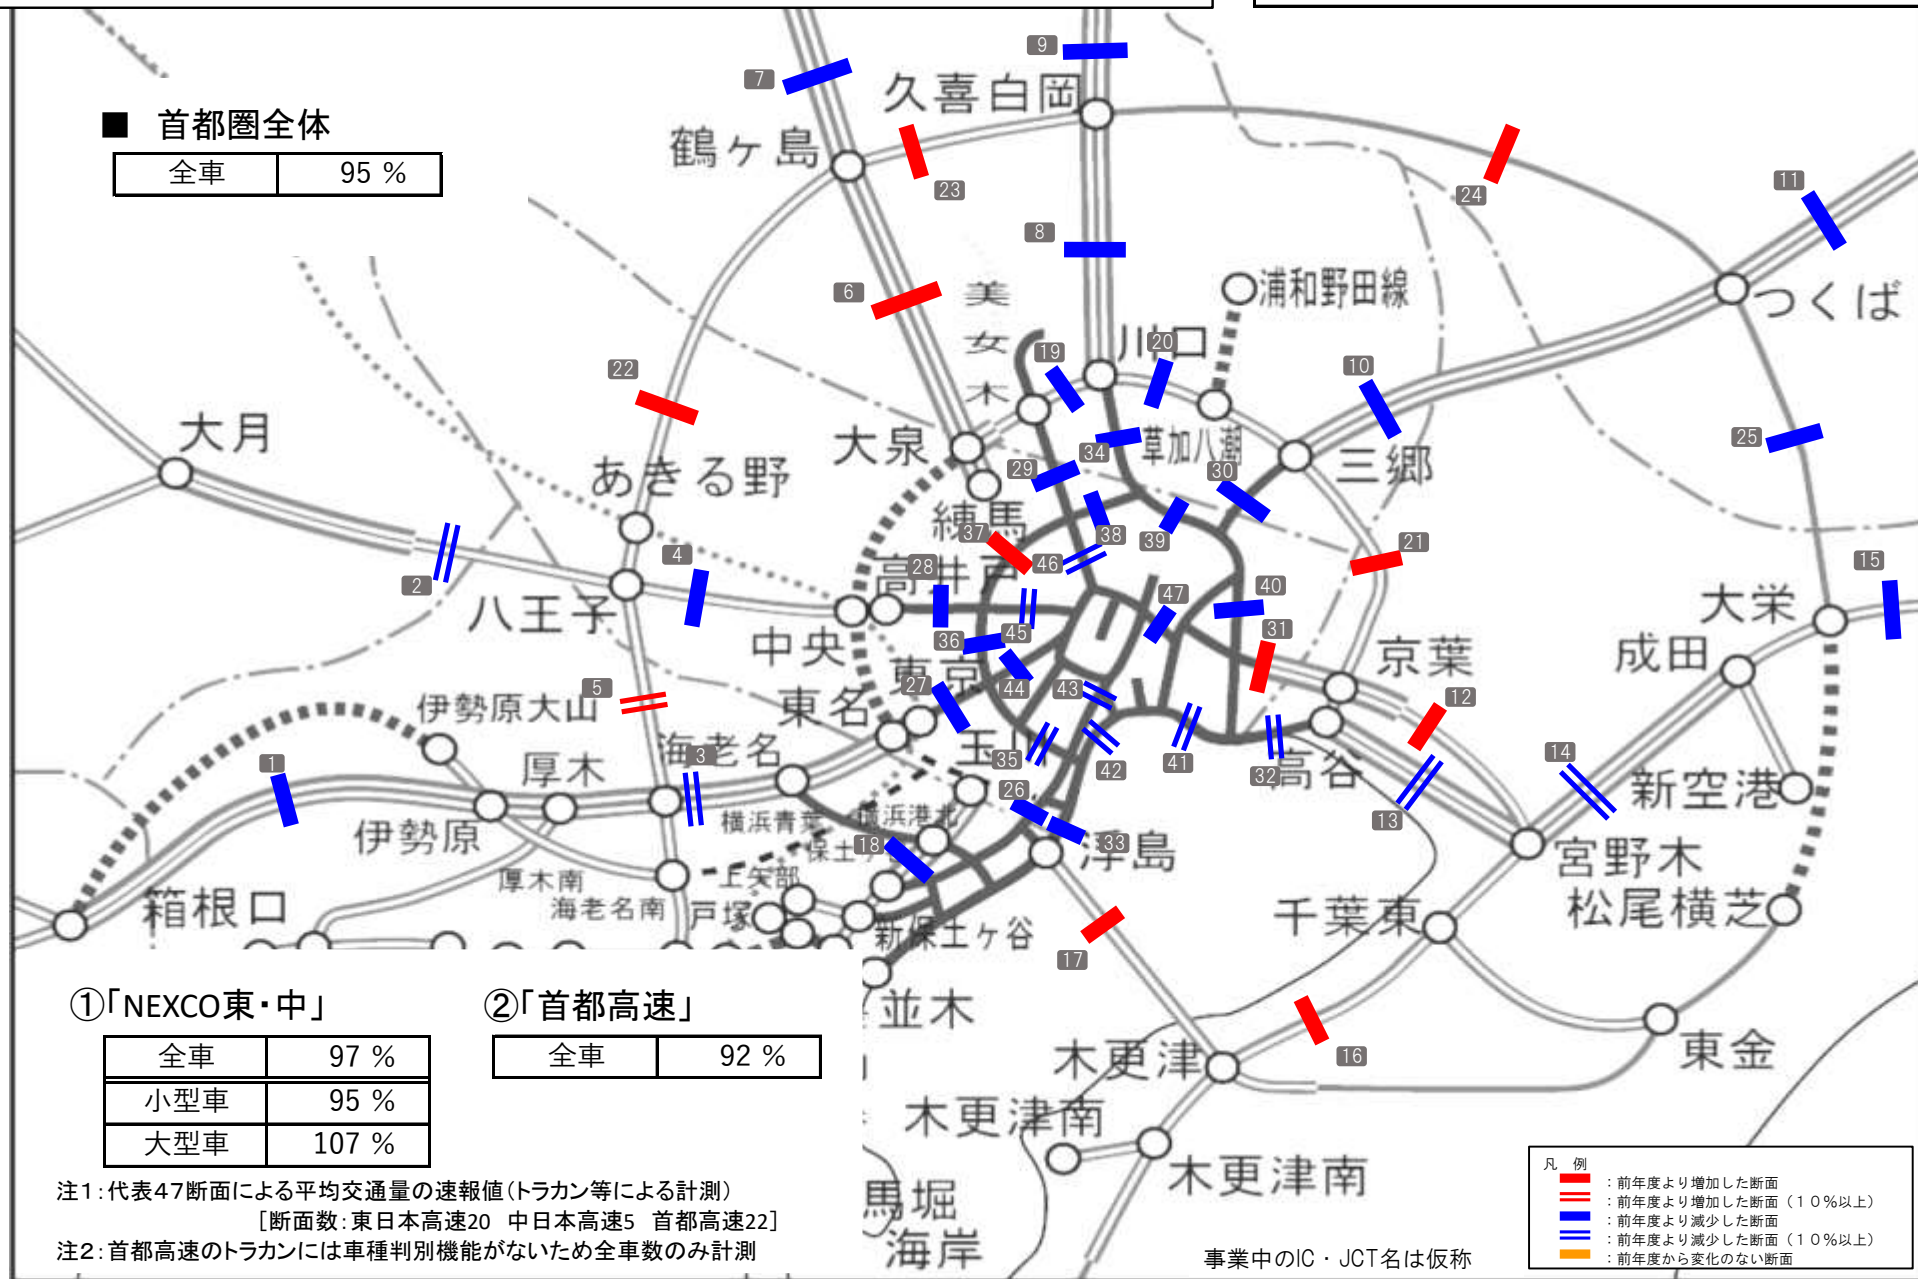 ■ 首都圏全体
全車 95 %
久喜白岡
鶴ヶ島
美女木
浦和野田線
川口
つくば
大月
あきる野
大泉
草加八潮
三郷
練馬
高井戸
八王子
中央
大栄
成田
京葉
東京
東名
伊勢原大山
厚木
海老名
玉川
高谷
新空港
伊勢原
横浜青葉
横浜港北
保土ヶ谷
浮島
宮野木
厚木南
上矢部
海老名南
戸塚
箱根口
新保土ヶ谷
千葉東
松尾横芝
並木
木更津
東金
木更津南
木更津南
馬堀
海岸
7
9
23
24
11
8
6
22
19
20
10
25
34
29
30
37
38
39
46
21
2
4
28
47
40
15
36
45
31
5
27
44
43
12
1
3
35
42
41
32
14
26
13
18
33
17
16
①「NEXCO東・中」
全車 97 %
小型車 95 %
大型車 107 %
②「首都高速」
全車 92 %
注1:代表47断面による平均交通量の速報値(トラカン等による計測)
[断面数:東日本高速20 中日本高速5 首都高速22]
注2:首都高速のトラカンには車種判別機能がないため全車数のみ計測
事業中のIC・JCT名は仮称
凡 例
:前年度より増加した断面
:前年度より増加した断面(10%以上)
:前年度より減少した断面
:前年度より減少した断面(10%以上)
:前年度から変化のない断面